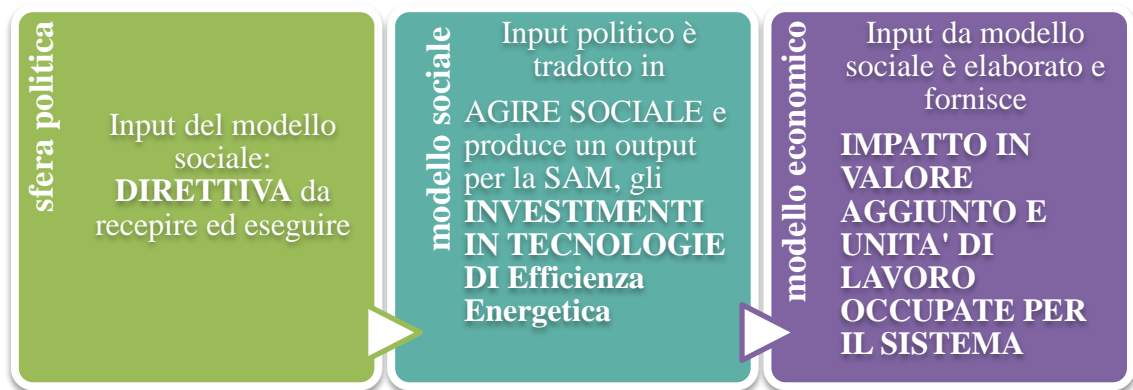 sfera politica
Input del modello
sociale:
DIRETTIVA da
recepire ed eseguire
modello sociale
Input politico è
tradotto in
AGIRE SOCIALE e
produce un output
per la SAM, gli
INVESTIMENTI
IN TECNOLOGIE
DI Efficienza
Energetica
modello economico
Input da modello
sociale è elaborato e
fornisce
IMPATTO IN
VALORE
AGGIUNTO E
UNITA' DI
LAVORO
OCCUPATE PER
IL SISTEMA